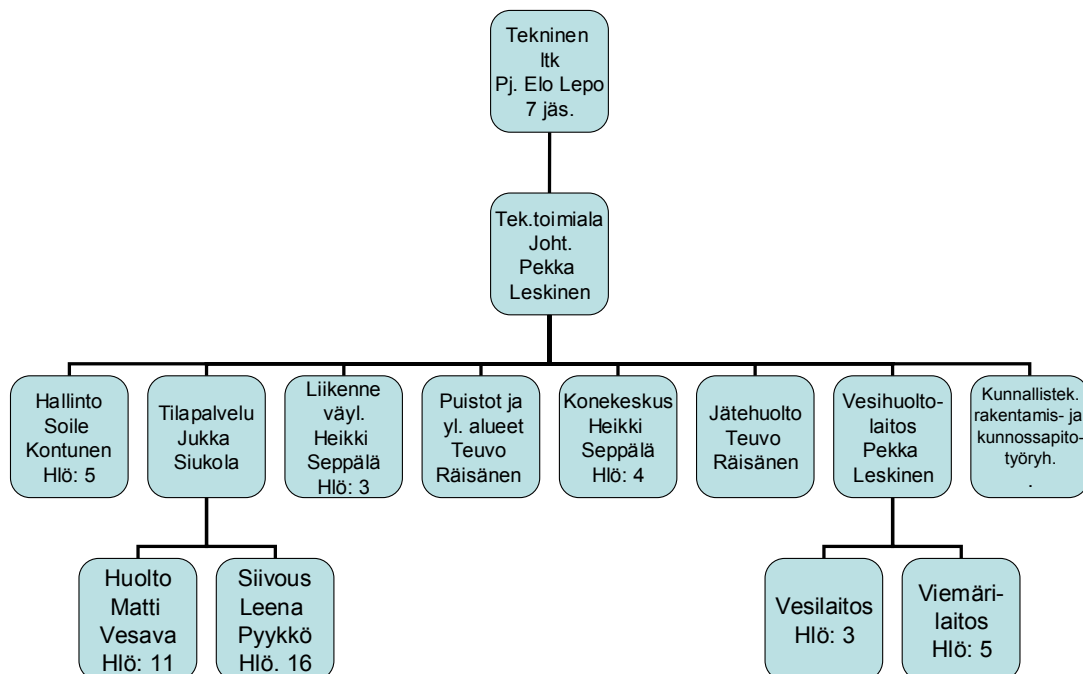 Tekninen
ltk
Pj. Elo Lepo
7 jäs.
Tek.toimiala
Joht.
Pekka
Leskinen
Hallinto
Soile
Kontunen
Hlö: 5
Tilapalvelu
Jukka
Siukola
Liikenne
väyl.
Heikki
Seppälä
Hlö: 3
Puistot ja
yl. alueet
Teuvo
Räisänen
Konekeskus
Heikki
Seppälä
Hlö: 4
Jätehuolto
Teuvo
Räisänen
Vesihuolto-
laitos
Pekka
Leskinen
Kunnallistek.
rakentamis- ja
kunnossapito-
työryh.
.
Huolto
Matti
Vesava
Hlö: 11
Siivous
Leena
Pyykkö
Hlö. 16
Vesilaitos
Hlö: 3
Viemäri-
laitos
Hlö: 5